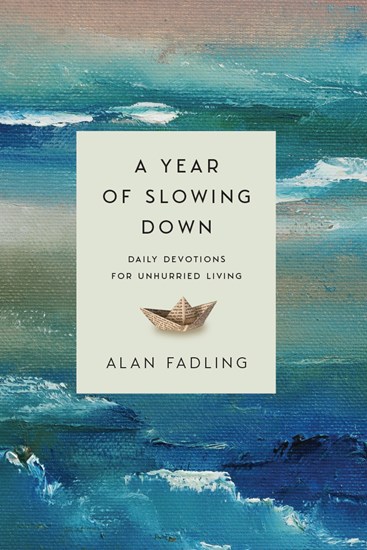 A YEAR
OF SLOWING
DOWN
DAILY DEVOTIONS
FOR UNHURRIED LIVING
ALAN FADLING